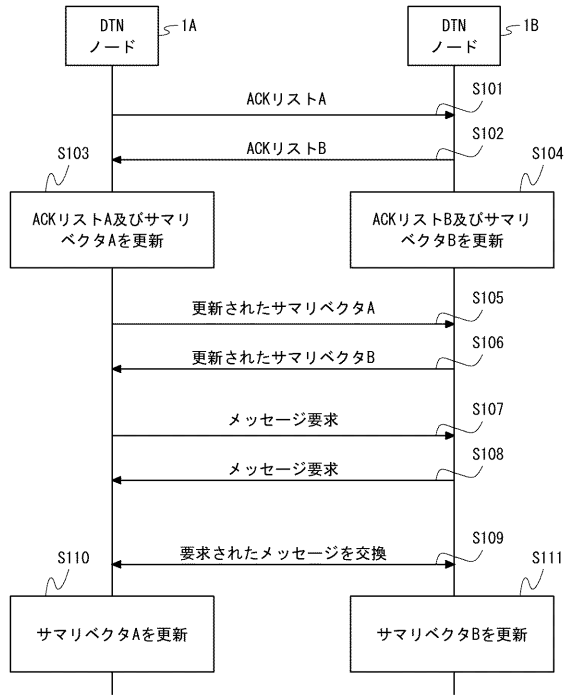 DTN
ノード
1A
DTN
ノード
1B
ACKリストA
S101
ACKリストB
S102
S103
S104
ACKリストA及びサマリ
ベクタAを更新
ACKリストB及びサマリ
ベクタBを更新
更新されたサマリベクタA
S105
更新されたサマリベクタB
S106
メッセージ要求
S107
メッセージ要求
S108
要求されたメッセージを交換
S109
S110
S111
サマリベクタAを更新
サマリベクタBを更新